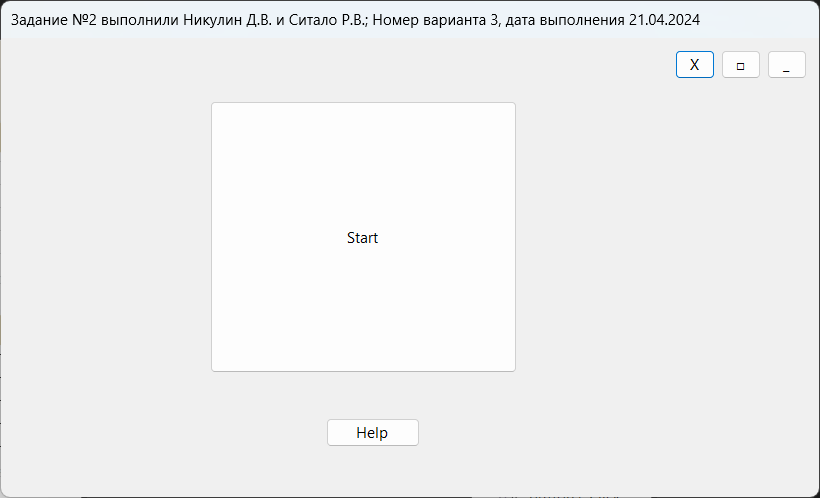 Задание №2 выполнили Никулин Д.В. и Ситало Р.В.; Номер варианта 3, дата выполнения 21.04.2024
X □ _
Start
Help